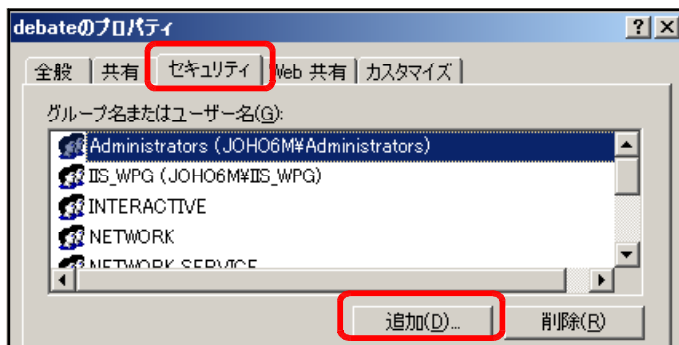 debateのプロパティ
全般 共有 セキュリティ Web 共有 カスタマイズ
グループ名またはユーザー名(G):
Administrators (JOHO6M¥Administrators)
IIS_WPG (JOHO6M¥IIS_WPG)
INTERACTIVE
NETWORK
NETWORK SERVICE
追加(D)... 削除(R)